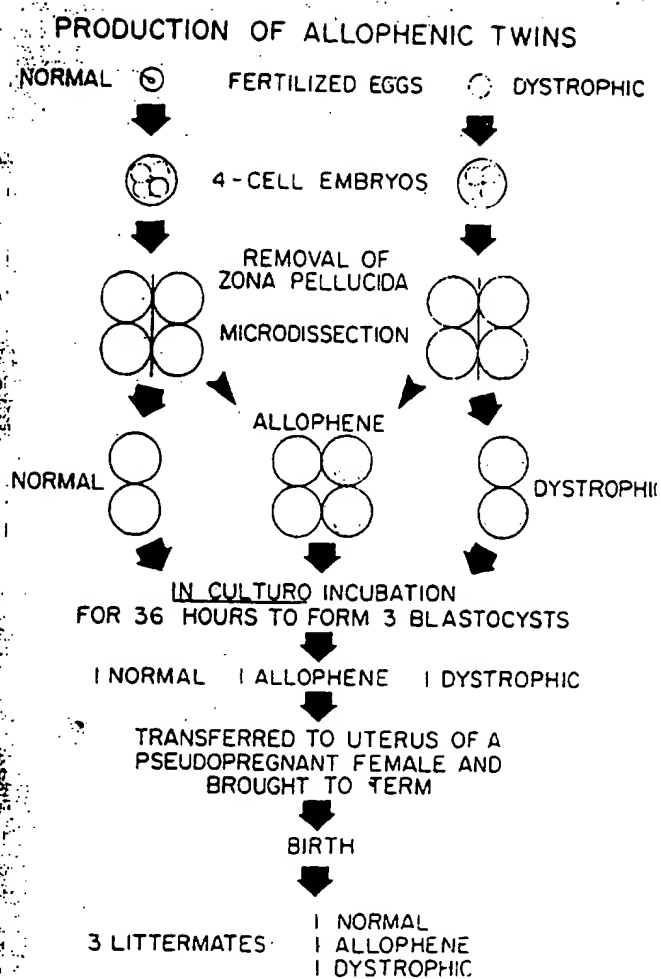 PRODUCTION OF ALLOPHENIC TWINS
NORMAL FERTILIZED EGGS DYSTROPHIC
4-CELL EMBRYOS
REMOVAL OF
ZONA PELLUCIDA
MICRODISSECTION
ALLOPHENE
NORMAL DYSTROPHIC
IN CULTURO INCUBATION
FOR 36 HOURS TO FORM 3 BLASTOCYSTS
1 NORMAL 1 ALLOPHENE 1 DYSTROPHIC
TRANSFERRED TO UTERUS OF A
PSEUDOPREGNANT FEMALE AND
BROUGHT TO TERM
BIRTH
1 NORMAL
3 LITTERMATES 1 ALLOPHENE
1 DYSTROPHIC